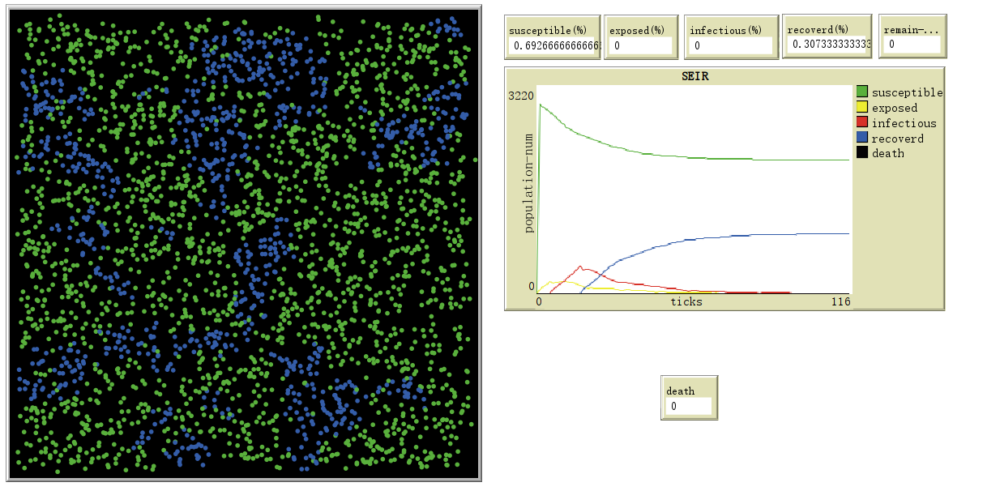 susceptible(%)
0.6926666666666
exposed(%)
0
infectious(%)
0
recoverd(%)
0.307333333333
remain-...
0
SEIR
3220
population-num
0
0
ticks
116
susceptible
exposed
infectious
recoverd
death
death
0